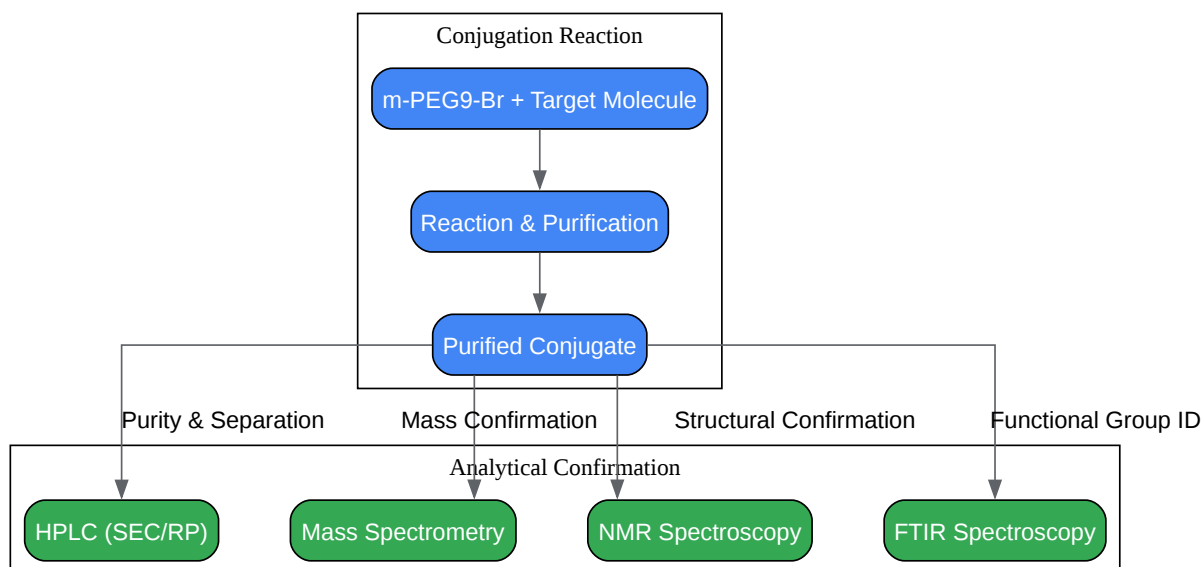 Conjugation Reaction
m-PEG9-Br + Target Molecule
Reaction & Purification
Purified Conjugate
Purity & Separation
Mass Confirmation
Structural Confirmation
Functional Group ID
Analytical Confirmation
HPLC (SEC/RP)
Mass Spectrometry
NMR Spectroscopy
FTIR Spectroscopy